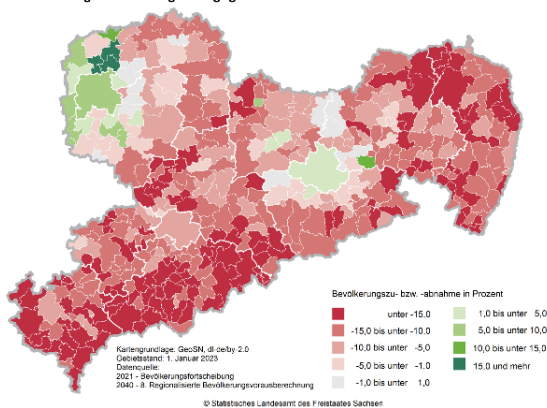 Bevölkerungszu- bzw. -abnahme in Prozent
unter -15.0
-15,0 bis unter -10.0
-10,0 bis unter -5,0
-5,0 bis unter -1.0
-1,0 bis unter 1,0
1,0 bis unter 5,0
5,0 bis unter 10,0
10,0 bis unter 15,0
15,0 und mehr
Kartengrundlage: GeoSN, dl-de/by-2.0
Gebietsstand: 1. Januar 2023
Datenquelle:
2021 - Bevölkerungsfortscheibung
2040 - 8. Regionalisierte Bevölkerungsvorausberechnung
© Statistisches Landesamt des Freistaates Sachsen